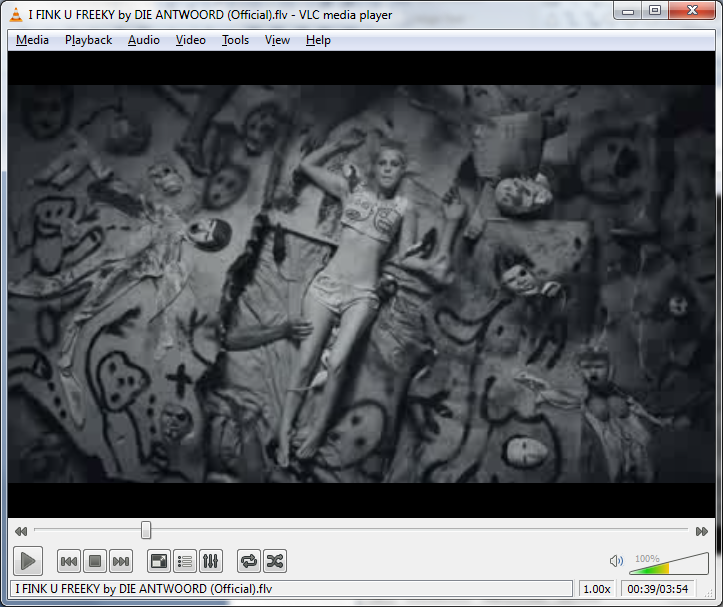 I FINK U FREEKY by DIE ANTWOORD (Official).flv - VLC media player
Media Playback Audio Video Tools View Help
100%
I FINK U FREEKY by DIE ANTWOORD (Official).flv 1.00x 00:39/03:54